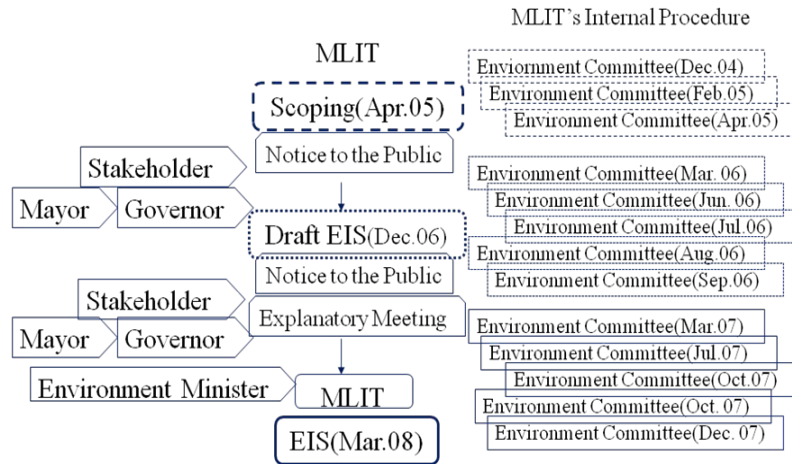 MLIT's Internal Procedure
MLIT
Enviornment Committee(Dec.04)
Environment Committee(Feb.05)
Environment Committee(Apr.05)
Scoping(Apr.05)
Notice to the Public
Stakeholder
Mayor
Governor
Environment Committee(Mar. 06)
Environment Committee(Jun. 06)
Environment Committee(Jul.06)
Environment Committee(Aug.06)
Environment Committee(Sep.06)
Draft EIS(Dec.06)
Notice to the Public
Explanatory Meeting
Stakeholder
Mayor
Governor
Environment Committee(Mar.07)
Environment Committee(Jul.07)
Environment Committee(Oct.07)
Environment Committee(Oct. 07)
Environment Committee(Dec. 07)
Environment Minister
MLIT
EIS(Mar.08)